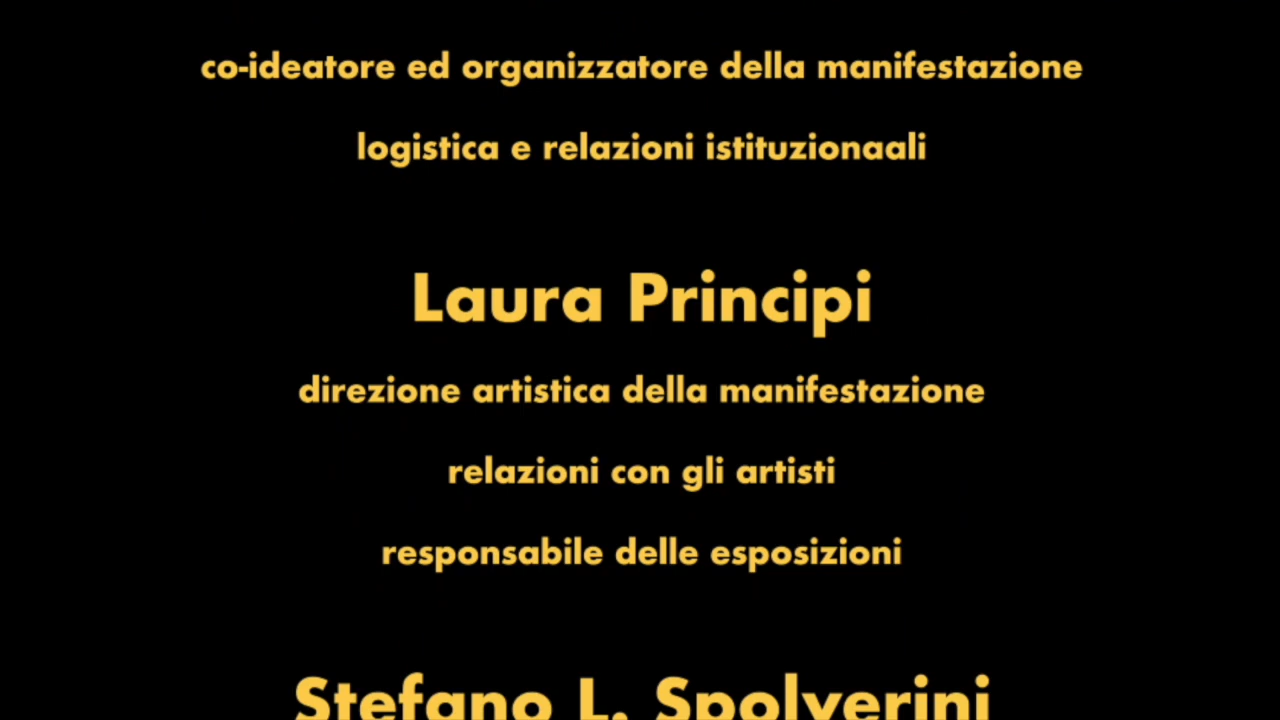 co-ideatore ed organizzatore della manifestazione
logistica e relazioni istituzionaali
Laura Principi
direzione artistica della manifestazione
relazioni con gli artisti
responsabile delle esposizioni
Stefano L. Spolverini